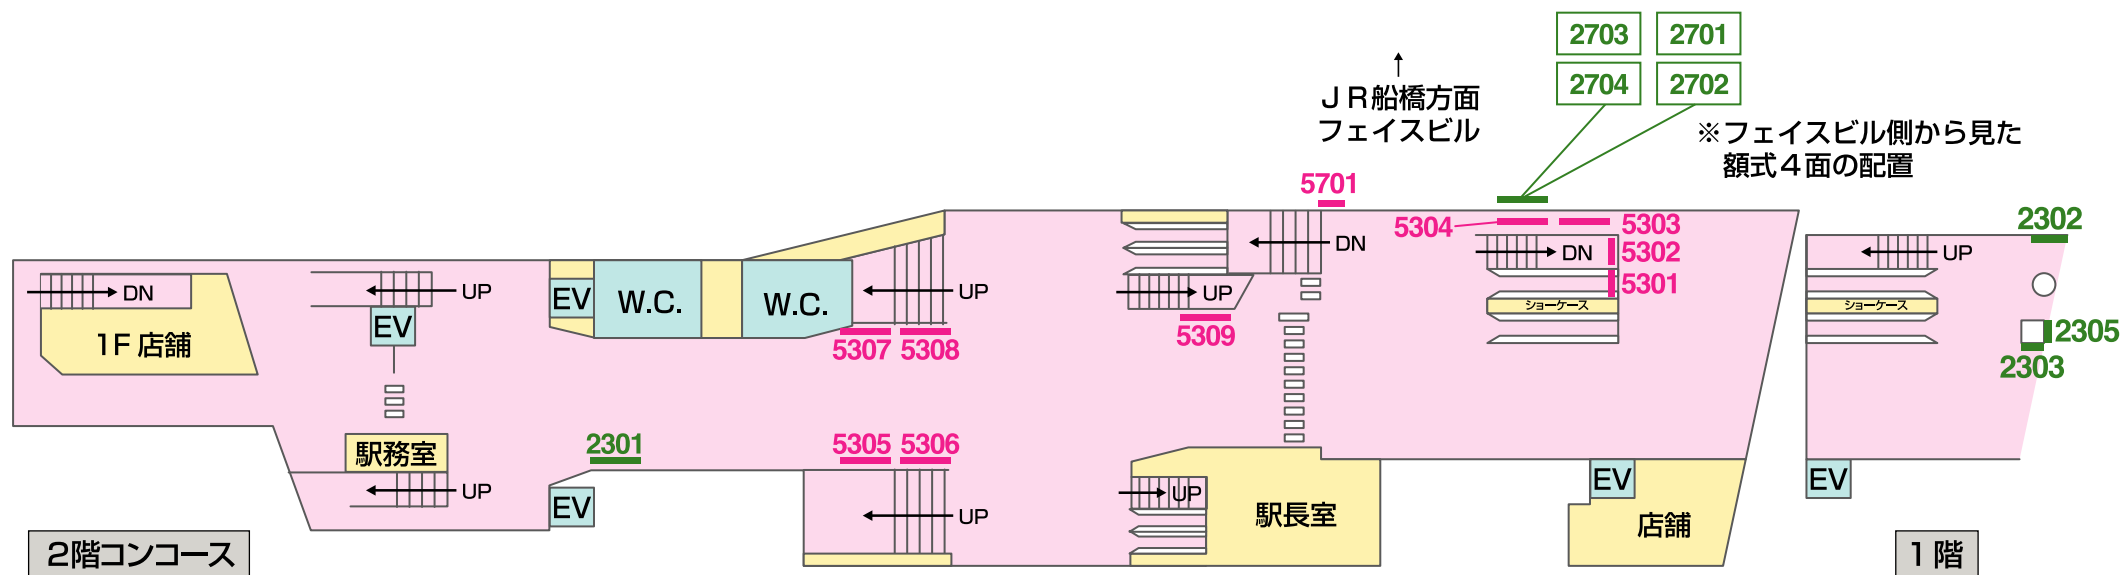 2703
2701
2704
2702
↑
JR船橋方面
フェイスビル
※フェイスビル側から見た
額式4面の配置
5701
5304
5303
5302
5301
2302
2305
2303
DN
DN
DN
UP
UP
UP
UP
UP
UP
UP
UP
ショーケース
ショーケース
1F 店舗
EV
EV
W.C.
W.C.
5307
5308
5309
駅務室
2301
5305
5306
EV
駅長室
EV
店舗
EV
2階コンコース
1階